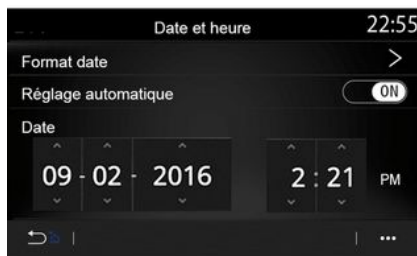 Date et heure 22:55
Format date >
Réglage automatique ON
Date
09 - 02 - 2016 2 : 21 PM